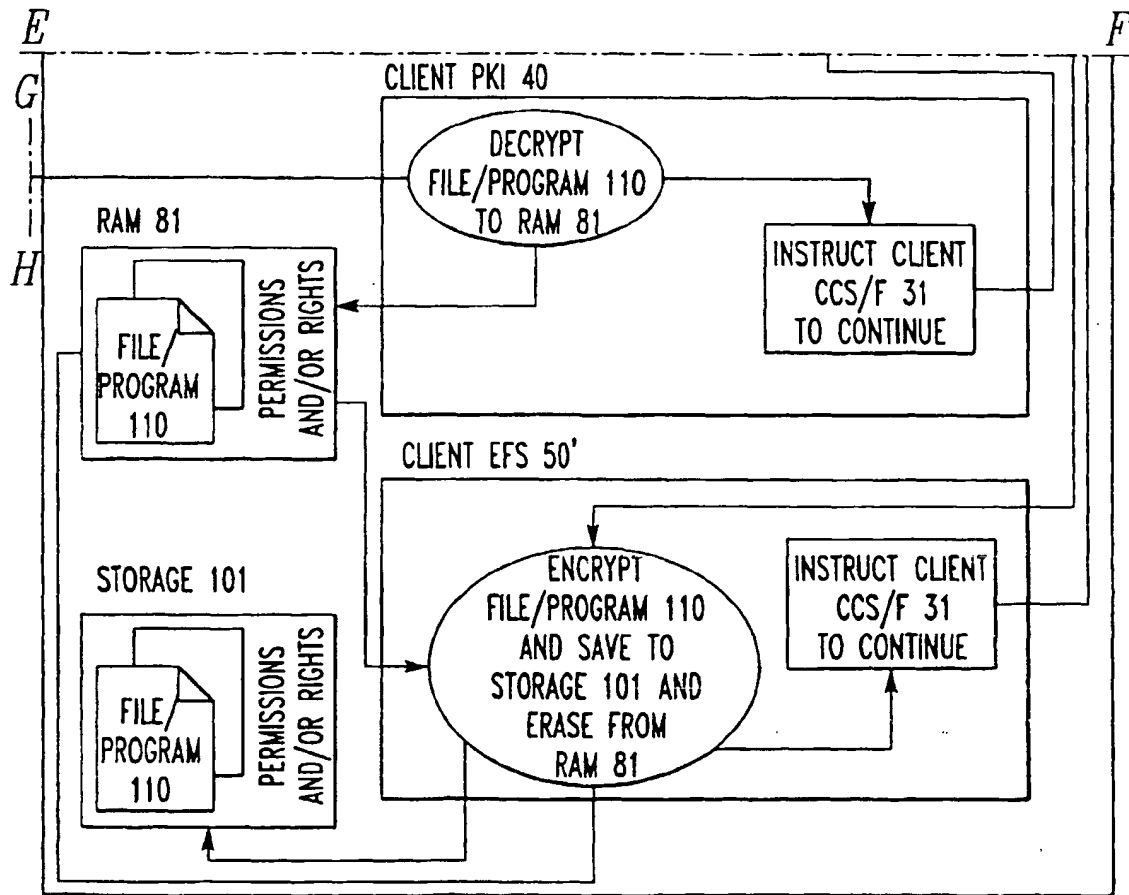 E
F
G
H
CLIENT PKI 40
DECRYPT
FILE/PROGRAM 110
TO RAM 81
INSTRUCT CLIENT
CCS/F 31
TO CONTINUE
RAM 81
FILE/
PROGRAM
110
PERMISSIONS
AND/OR RIGHTS
CLIENT EFS 50'
ENCRYPT
FILE/PROGRAM 110
AND SAVE TO
STORAGE 101 AND
ERASE FROM
RAM 81
INSTRUCT CLIENT
CCS/F 31
TO CONTINUE
STORAGE 101
FILE/
PROGRAM
110
PERMISSIONS
AND/OR RIGHTS